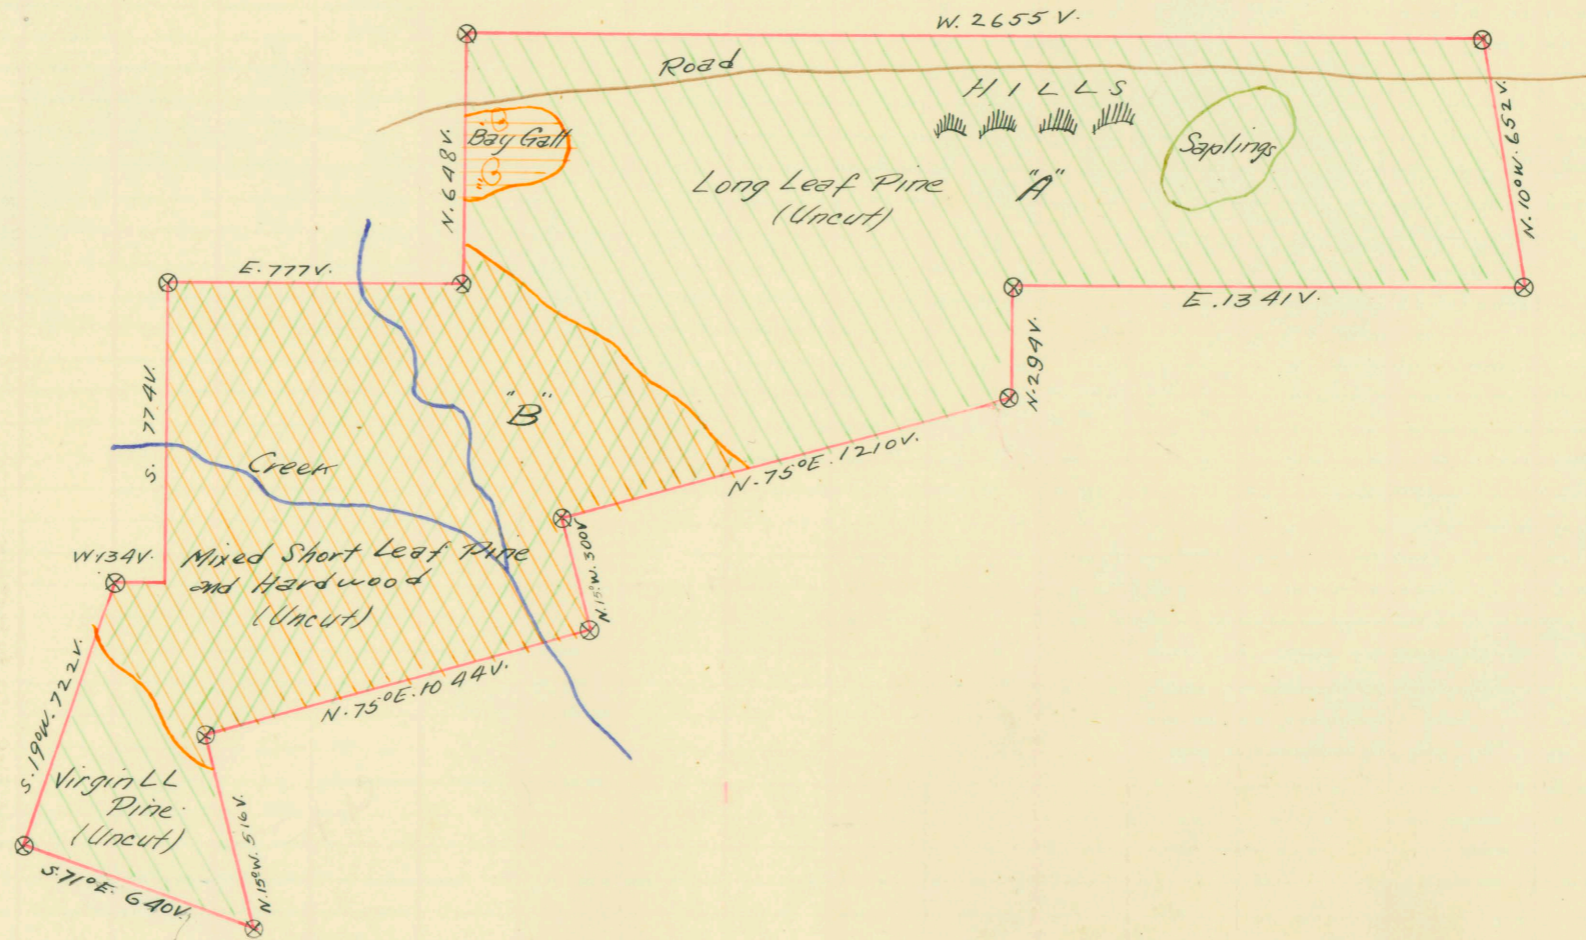 W. 2655 V.
Road
HILLS
N. 10° W. 652 V.
N. 648 V.
Bay Gall
"C"
Saplings
Long Leaf Pine
(Uncut)
"A"
E. 777 V.
E. 1341 V.
N. 294 V.
S. 774 V.
"B"
Creek
N. 75° E. 1210 V.
W 134 V.
Mixed Short Leaf Pine
and Hardwood
(Uncut)
N. 15° W. 300 V
S. 19° W. 722 V.
N. 75° E. 1044 V.
Virgin LL
Pine
(Uncut)
N. 15° W. 516 V.
S. 71° E. 640 V.